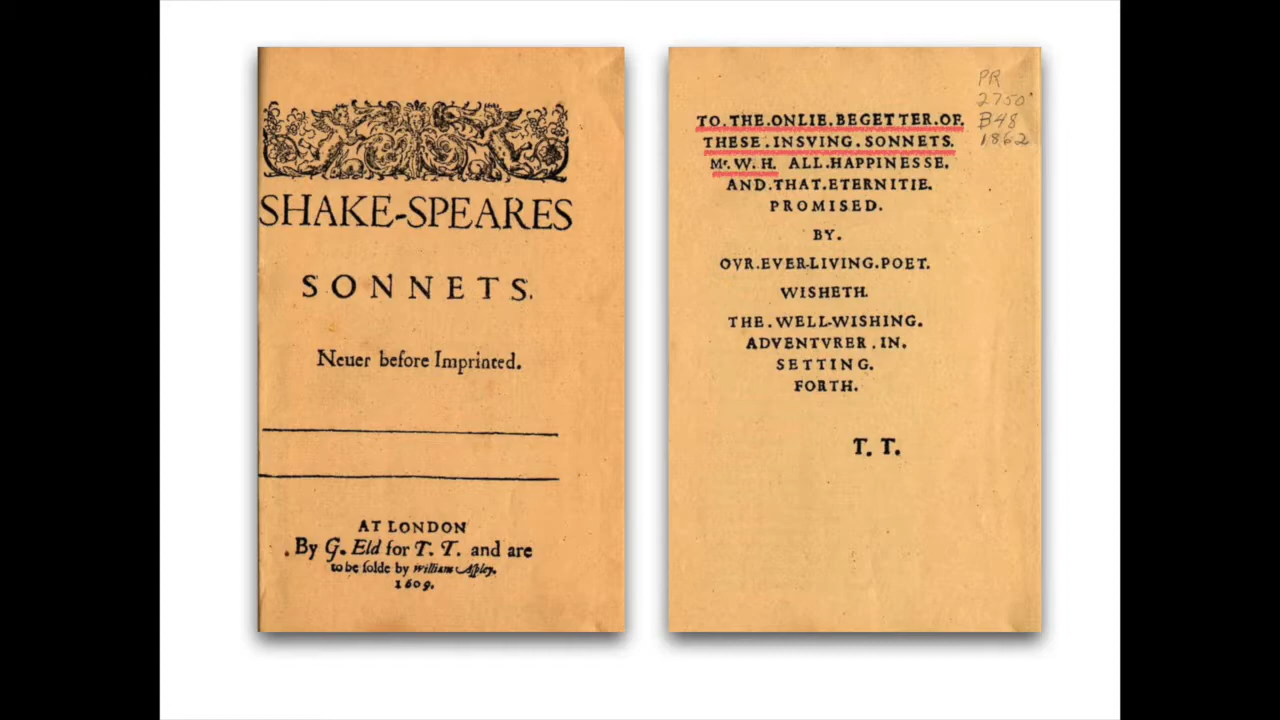 SHAKE-SPEARES
SONNETS.
Neuer before Imprinted.
AT LONDON
By G. Eld for T. T. and are
to be ſolde by William Aſpley.
1609.
TO.THE.ONLIE.BEGETTER.OF.
THESE.INSVING.SONNETS.
Mr. W. H. ALL.HAPPINESSE.
AND.THAT.ETERNITIE.
PROMISED.
BY.
OVR.EVER-LIVING.POET.
WISHETH.
THE.WELL-WISHING.
ADVENTVRER.IN.
SETTING.
FORTH.
T. T.
PR
2750
B48
1862